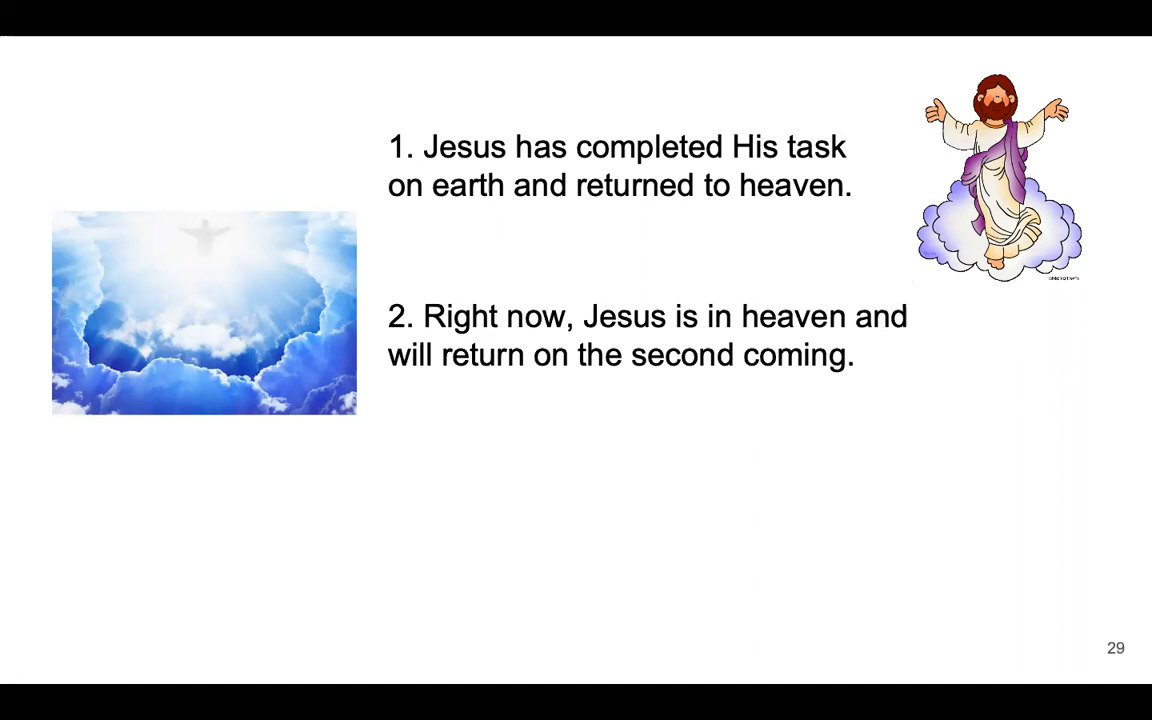 1. Jesus has completed His task
on earth and returned to heaven.
2. Right now, Jesus is in heaven and
will return on the second coming.
29